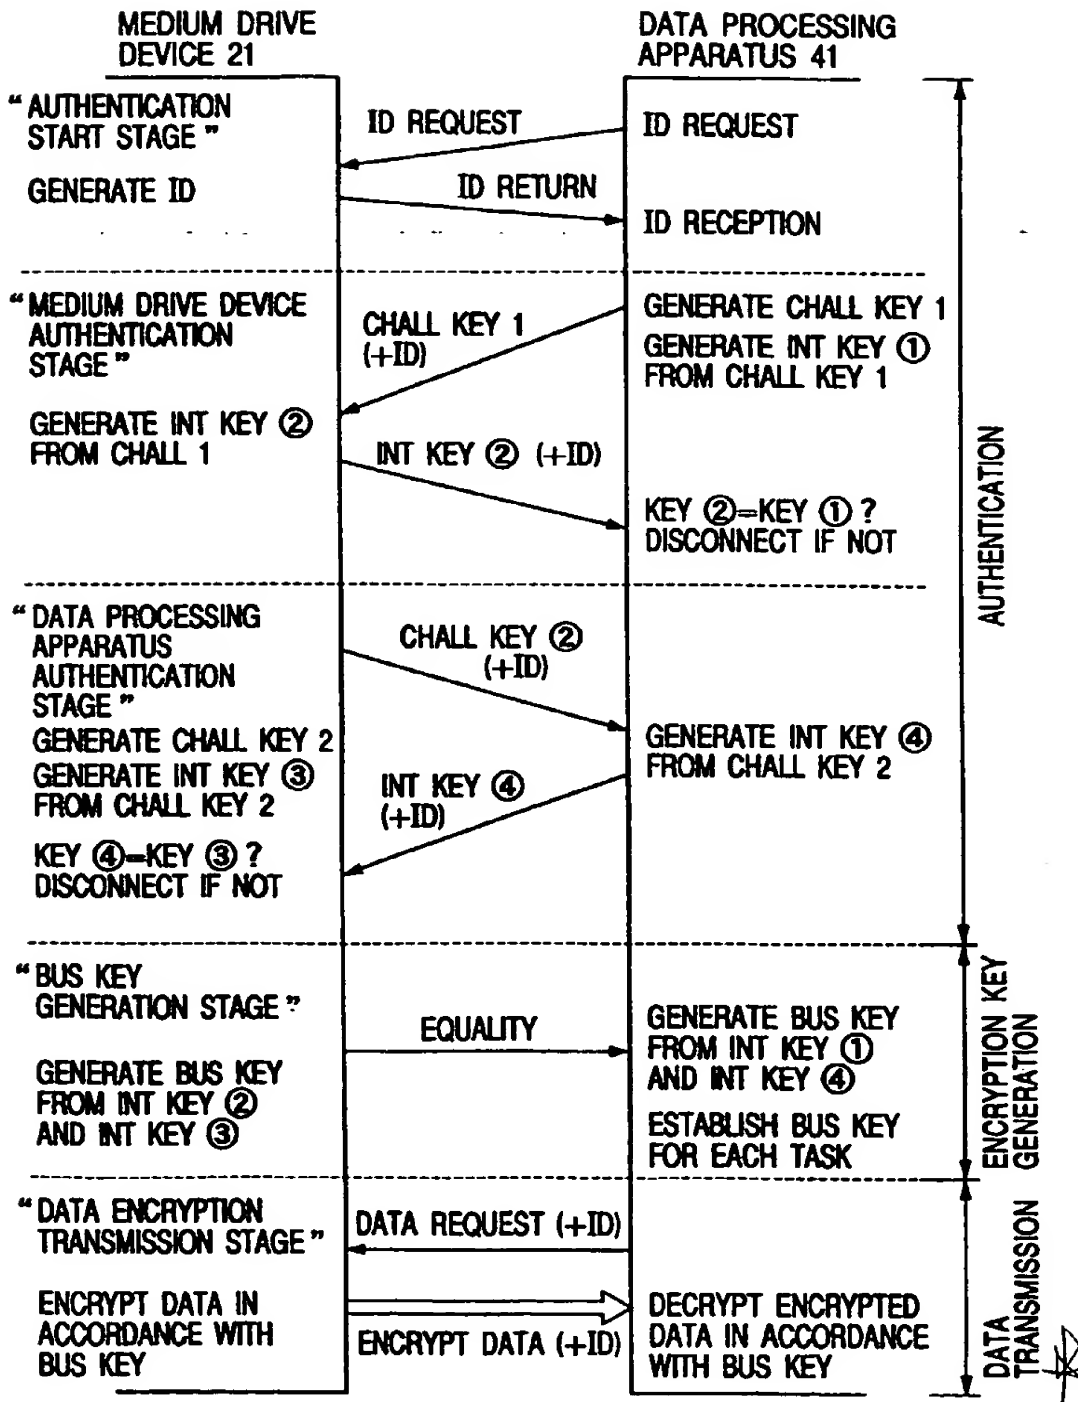 MEDIUM DRIVE
DEVICE 21
DATA PROCESSING
APPARATUS 41
“ AUTHENTICATION
START STAGE ”
ID REQUEST
ID REQUEST
GENERATE ID
ID RETURN
ID RECEPTION
“ MEDIUM DRIVE DEVICE
AUTHENTICATION
STAGE ”
CHALL KEY 1
(+ID)
GENERATE CHALL KEY 1
GENERATE INT KEY ①
FROM CHALL KEY 1
GENERATE INT KEY ②
FROM CHALL 1
INT KEY ② (+ID)
KEY ②=KEY ① ?
DISCONNECT IF NOT
AUTHENTICATION
“ DATA PROCESSING
APPARATUS
AUTHENTICATION
STAGE ”
CHALL KEY ②
(+ID)
GENERATE CHALL KEY 2
GENERATE INT KEY ③
FROM CHALL KEY 2
GENERATE INT KEY ④
FROM CHALL KEY 2
INT KEY ④
(+ID)
KEY ④=KEY ③ ?
DISCONNECT IF NOT
“ BUS KEY
GENERATION STAGE ”
EQUALITY
GENERATE BUS KEY
FROM INT KEY ①
AND INT KEY ④
GENERATE BUS KEY
FROM INT KEY ②
AND INT KEY ③
ESTABLISH BUS KEY
FOR EACH TASK
ENCRYPTION KEY
GENERATION
“ DATA ENCRYPTION
TRANSMISSION STAGE ”
DATA REQUEST (+ID)
ENCRYPT DATA IN
ACCORDANCE WITH
BUS KEY
ENCRYPT DATA (+ID)
DECRYPT ENCRYPTED
DATA IN ACCORDANCE
WITH BUS KEY
DATA
TRANSMISSION